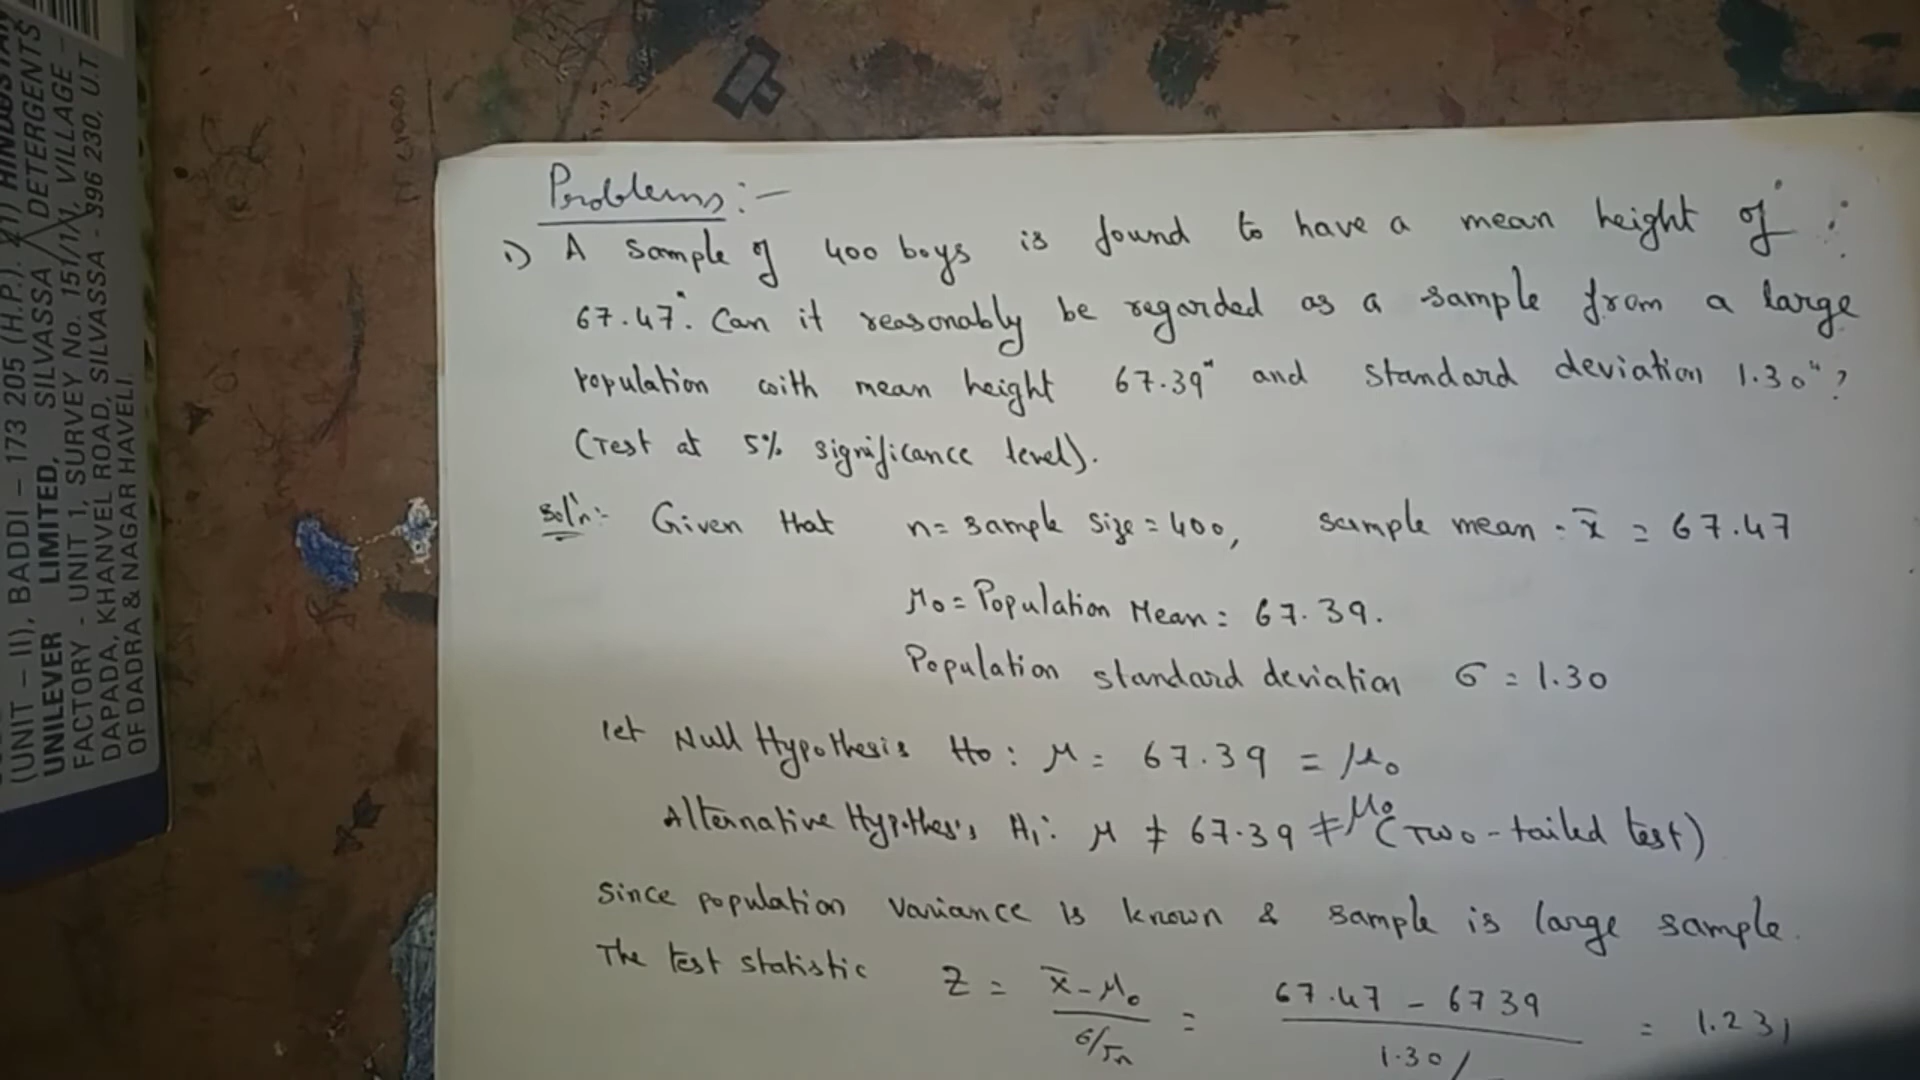 (UNIT – II), BADDI – 173 205 (H.P.).
UNILEVER LIMITED, SILVASSA DETERGENTS
FACTORY - UNIT 1, SURVEY No. 151/1/1, VILLAGE -
DAPADA, KHANVEL ROAD, SILVASSA - 396 230, U.T
OF DADRA & NAGAR HAVELI.
Problems:-
1) A sample of 400 boys is found to have a mean height of
67.47". Can it reasonably be regarded as a sample from a large
population with mean height 67.39" and standard deviation 1.30"?
(Test at 5% significance level).
Sol'n:- Given that n = sample size = 400, sample mean = x̄ = 67.47
μ₀ = Population Mean = 67.39.
Population standard deviation σ = 1.30
let Null Hypothesis H₀: μ = 67.39 = μ₀
Alternative Hypothesis H₁: μ ≠ 67.39 ≠ μ₀ (Two-tailed test)
Since population variance is known & sample is large sample.
The test statistic Z = x̄ - μ₀ / σ/√n = 67.47 - 67 39 / 1.30/ = 1.231